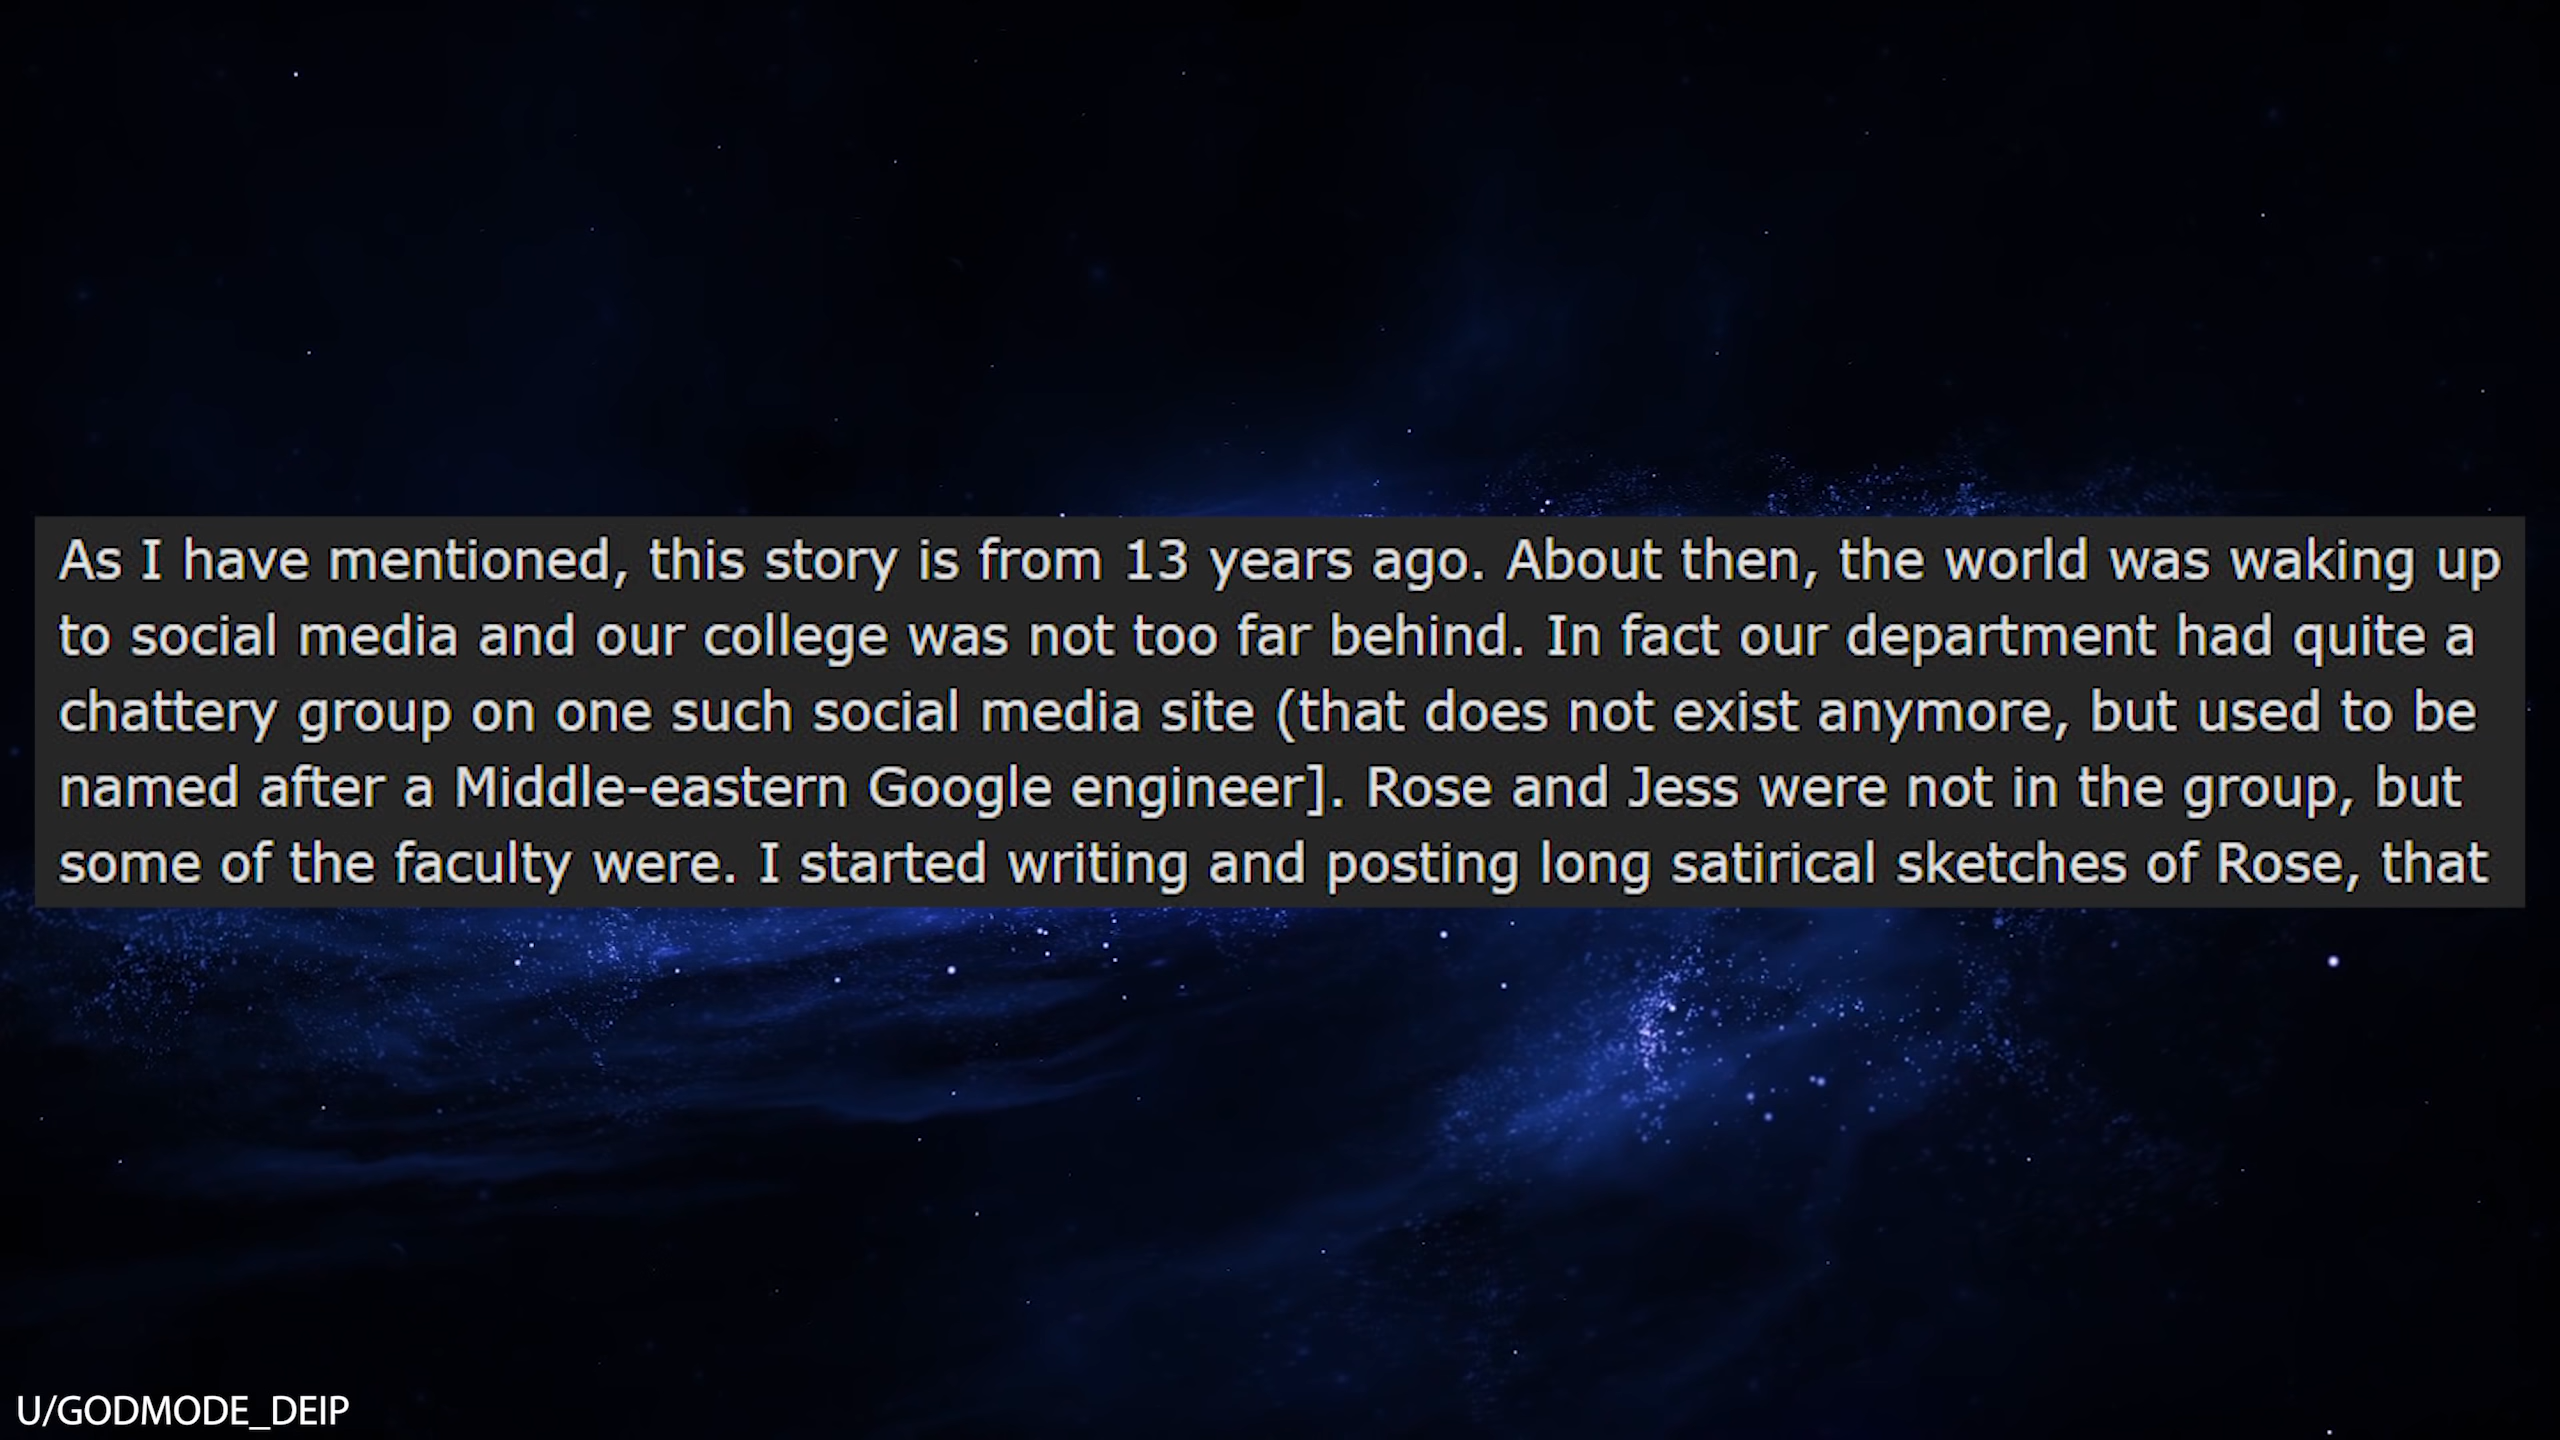 As I have mentioned, this story is from 13 years ago. About then, the world was waking up
to social media and our college was not too far behind. In fact our department had quite a
chattery group on one such social media site (that does not exist anymore, but used to be
named after a Middle-eastern Google engineer]. Rose and Jess were not in the group, but
some of the faculty were. I started writing and posting long satirical sketches of Rose, that
U/GODMODE_DEIP